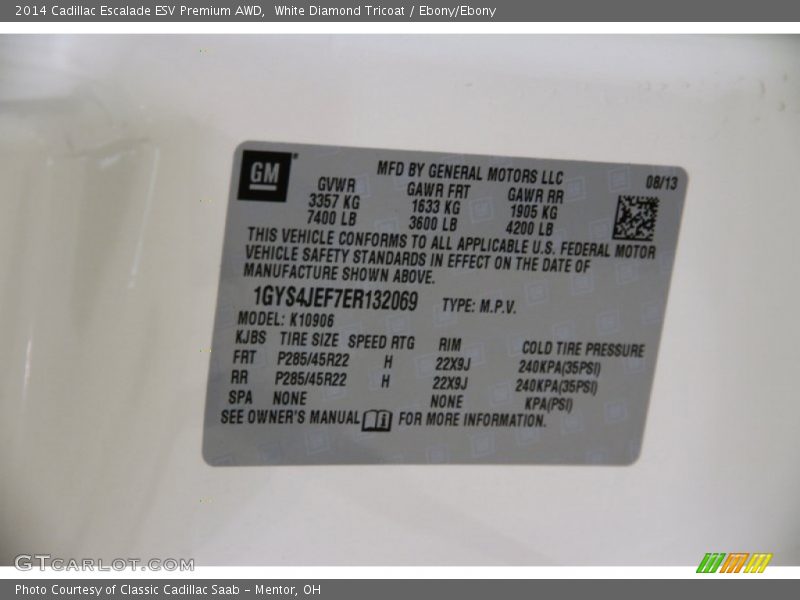 2014 Cadillac Escalade ESV Premium AWD, White Diamond Tricoat / Ebony/Ebony
GM
MFD BY GENERAL MOTORS LLC
08/13
GVWR GAWR FRT GAWR RR
3357 KG 1633 KG 1905 KG
7400 LB 3600 LB 4200 LB
THIS VEHICLE CONFORMS TO ALL APPLICABLE U.S. FEDERAL MOTOR
VEHICLE SAFETY STANDARDS IN EFFECT ON THE DATE OF
MANUFACTURE SHOWN ABOVE.
1GYS4JEF7ER132069 TYPE: M.P.V.
MODEL: K10906
KJBS TIRE SIZE SPEED RTG RIM COLD TIRE PRESSURE
FRT P285/45R22 H 22X9J 240KPA(35PSI)
RR P285/45R22 H 22X9J 240KPA(35PSI)
SPA NONE NONE KPA(PSI)
SEE OWNER'S MANUAL i FOR MORE INFORMATION.
GTCARLOT.COM
Photo Courtesy of Classic Cadillac Saab - Mentor, OH